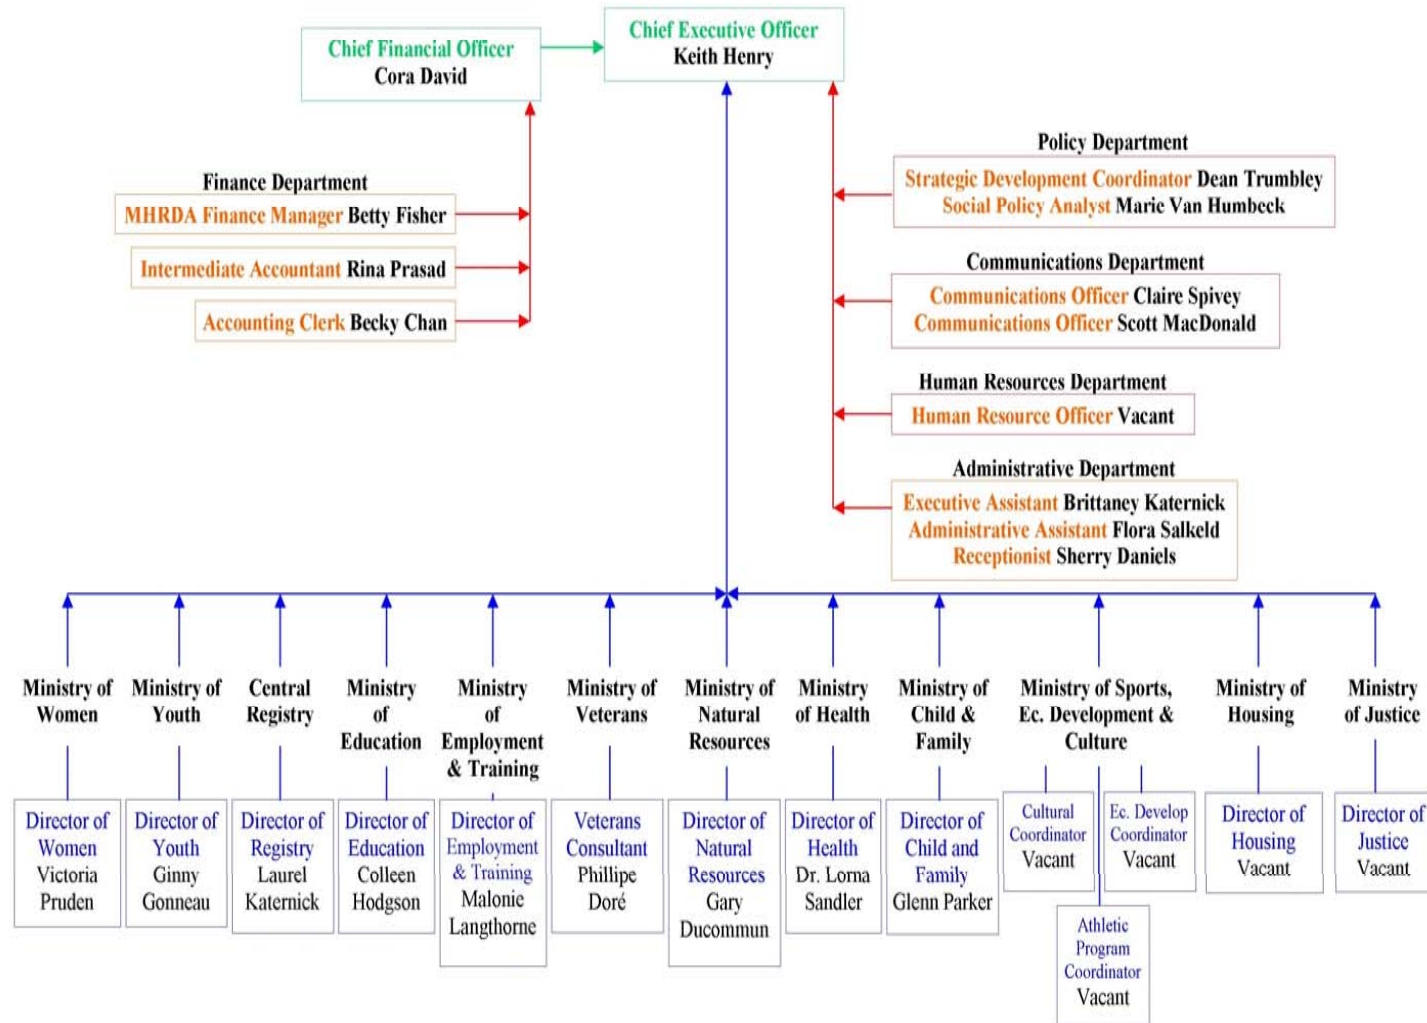 Chief Financial Officer
Cora David
Chief Executive Officer
Keith Henry
Finance Department
MHRDA Finance Manager Betty Fisher
Intermediate Accountant Rina Prasad
Accounting Clerk Becky Chan
Policy Department
Strategic Development Coordinator Dean Trumbley
Social Policy Analyst Marie Van Humbeck
Communications Department
Communications Officer Claire Spivey
Communications Officer Scott MacDonald
Human Resources Department
Human Resource Officer Vacant
Administrative Department
Executive Assistant Brittaney Katernick
Administrative Assistant Flora Salkeld
Receptionist Sherry Daniels
Ministry of
Women
Ministry of
Youth
Central
Registry
Ministry
of
Education
Ministry
of
Employment
& Training
Ministry of
Veterans
Ministry of
Natural
Resources
Ministry
of Health
Ministry of
Child &
Family
Ministry of Sports,
Ec. Development &
Culture
Ministry of
Housing
Ministry
of Justice
Director of
Women
Victoria
Pruden
Director of
Youth
Ginny
Gonneau
Director of
Registry
Laurel
Katernick
Director of
Education
Colleen
Hodgson
Director of
Employment
& Training
Malonie
Langthorne
Veterans
Consultant
Phillipe
Doré
Director of
Natural
Resources
Gary
Ducommun
Director of
Health
Dr. Lorna
Sandler
Director of
Child and
Family
Glenn Parker
Cultural
Coordinator
Vacant
Ec. Develop
Coordinator
Vacant
Athletic
Program
Coordinator
Vacant
Director of
Housing
Vacant
Director of
Justice
Vacant